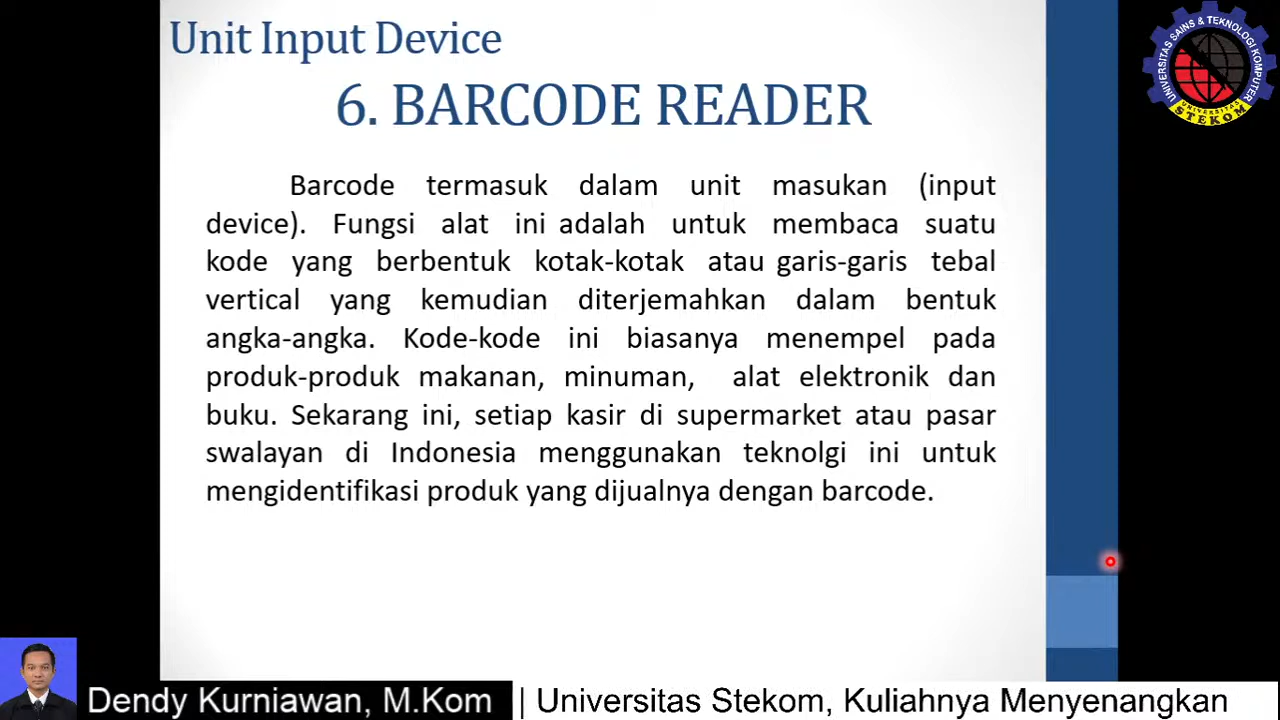 Unit Input Device
6. BARCODE READER
Barcode termasuk dalam unit masukan (input
device). Fungsi alat ini adalah untuk membaca suatu
kode yang berbentuk kotak-kotak atau garis-garis tebal
vertical yang kemudian diterjemahkan dalam bentuk
angka-angka. Kode-kode ini biasanya menempel pada
produk-produk makanan, minuman, alat elektronik dan
buku. Sekarang ini, setiap kasir di supermarket atau pasar
swalayan di Indonesia menggunakan teknolgi ini untuk
mengidentifikasi produk yang dijualnya dengan barcode.
UNIVERSITAS SAINS & TEKNOLOGI KOMPUTER
UNIVERSITAS
STEKOM
Dendy Kurniawan, M.Kom | Universitas Stekom, Kuliahnya Menyenangkan